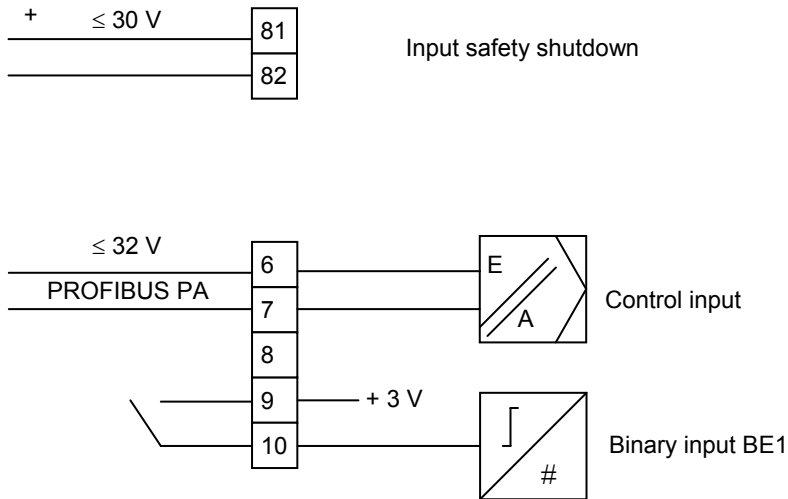 + ≤ 30 V
81
Input safety shutdown
82
≤ 32 V
6
E
PROFIBUS PA
7
A
Control input
8
9
+ 3 V
10
Binary input BE1
#